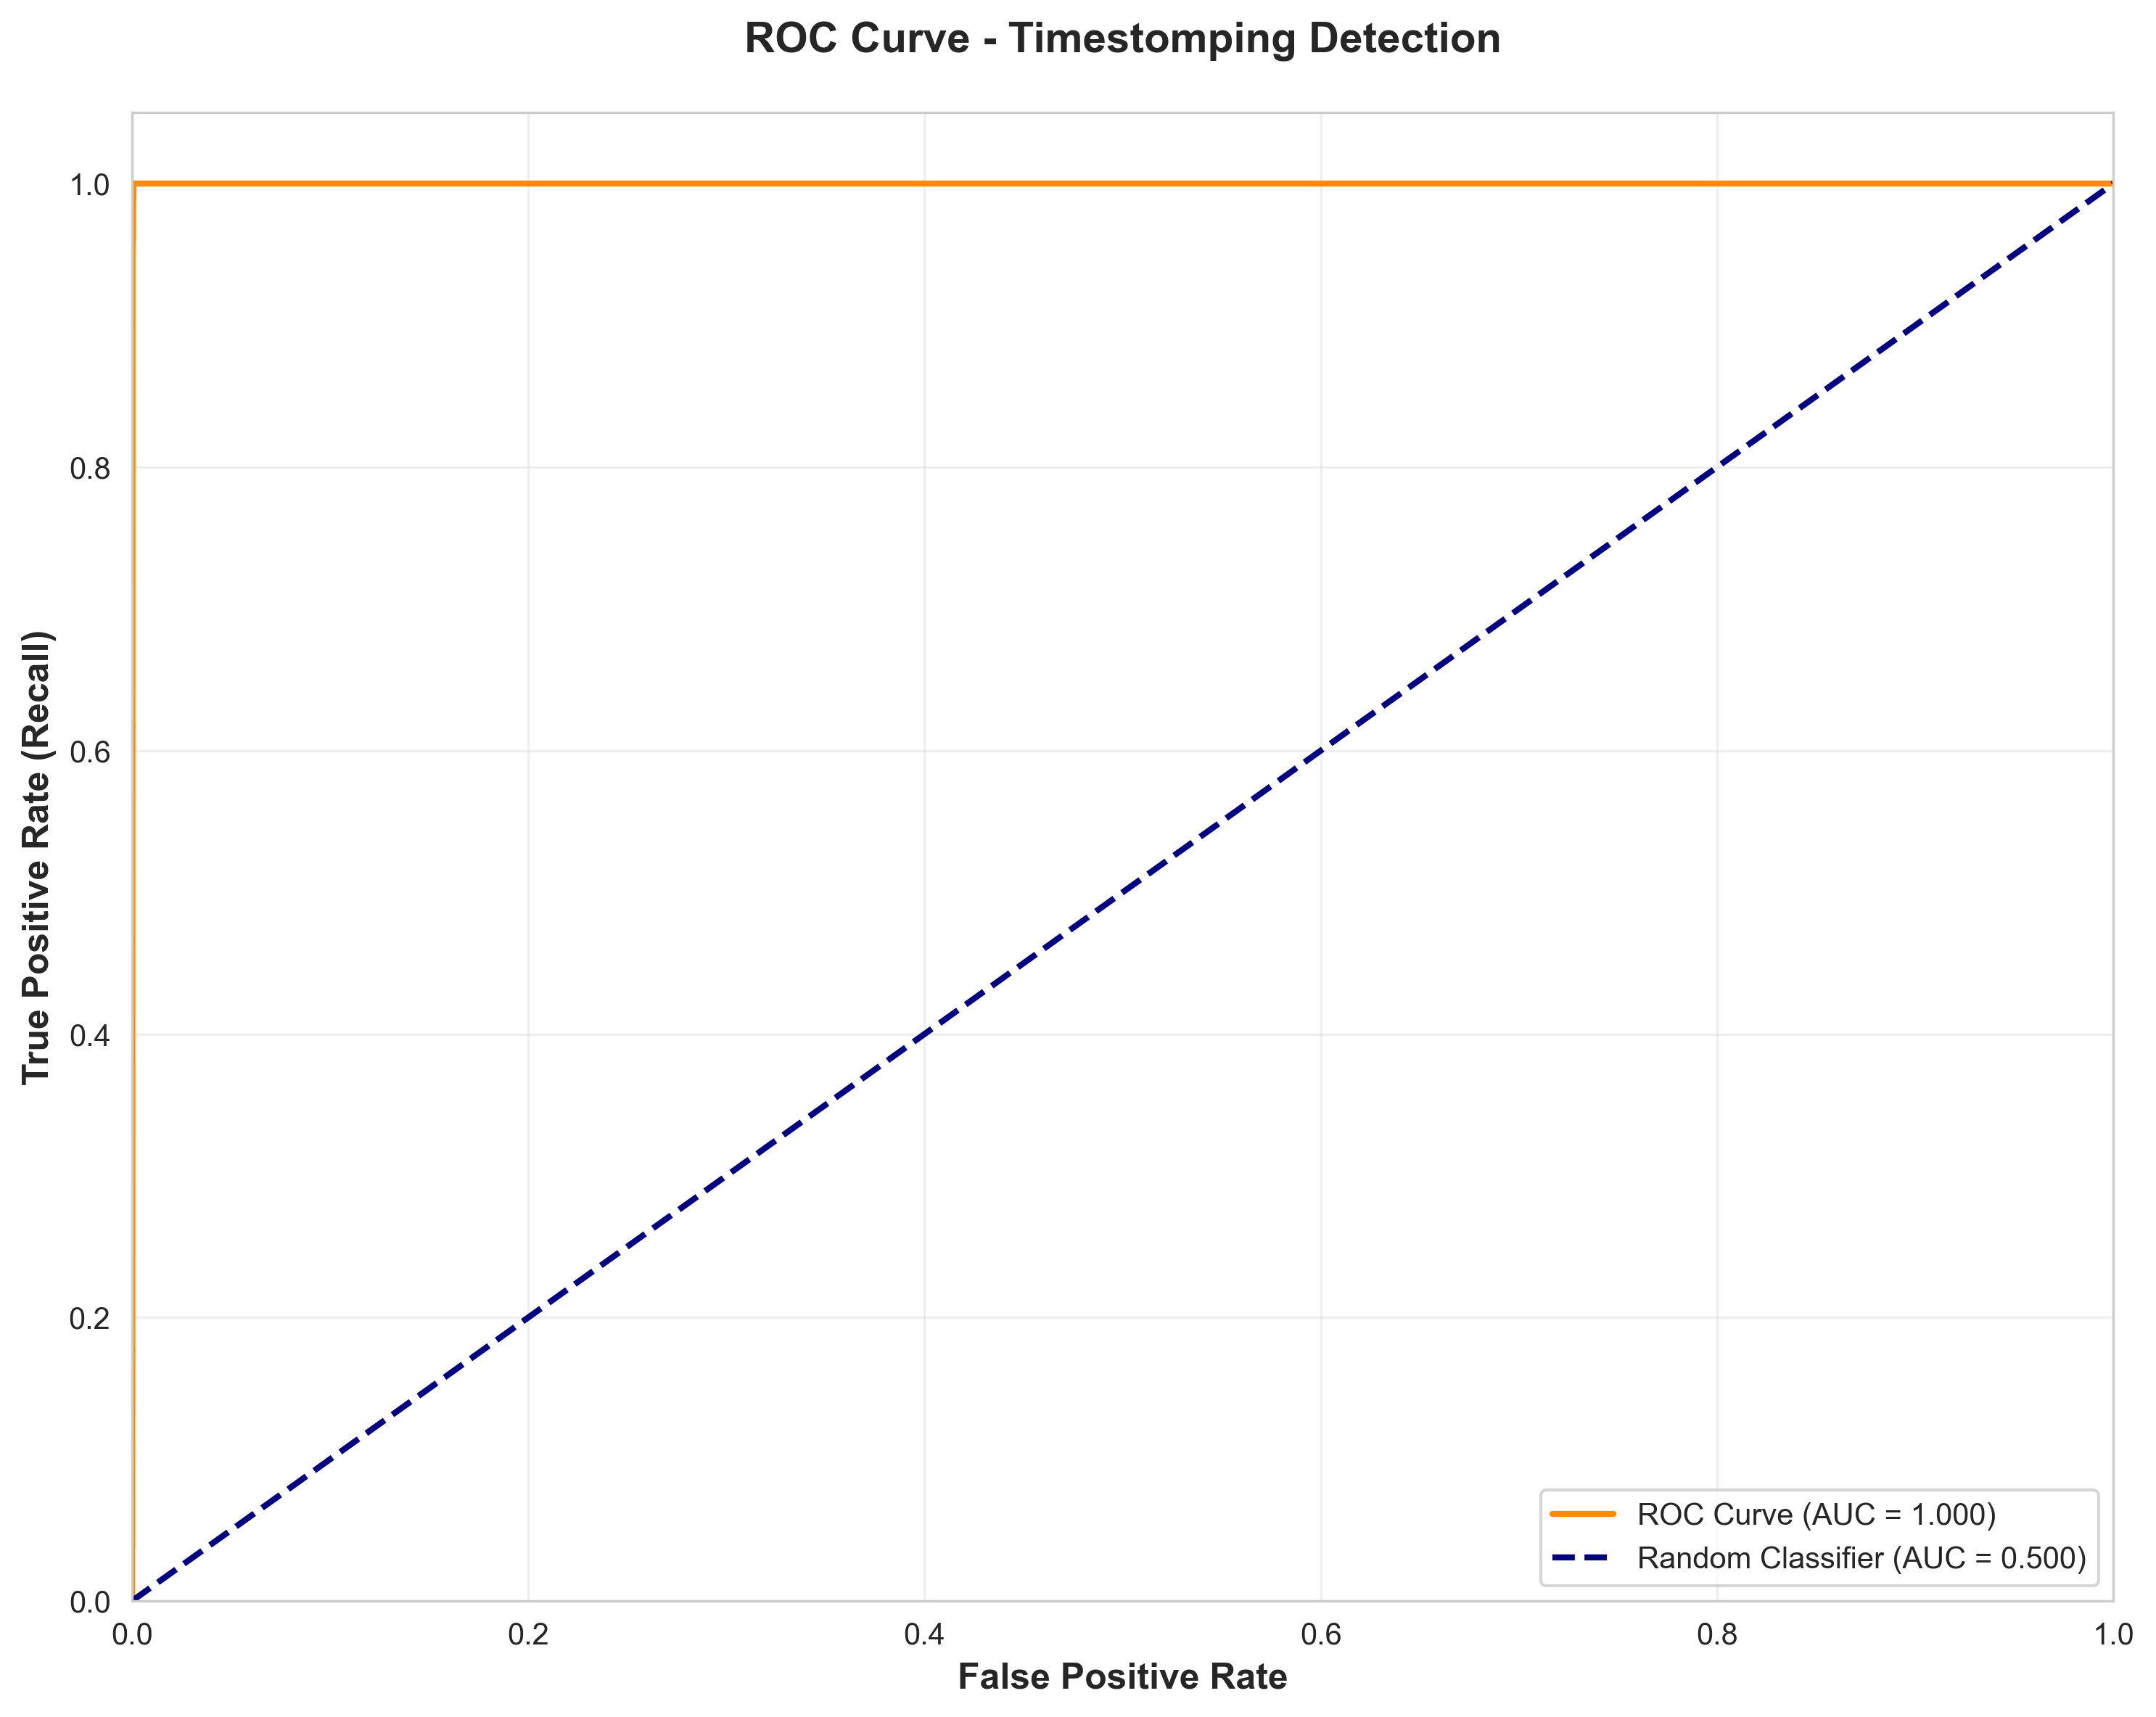 ROC Curve - Timestomping Detection
True Positive Rate (Recall)
1.0
0.8
0.6
0.4
0.2
0.0
0.0 0.2 0.4 0.6 0.8 1.0
False Positive Rate
ROC Curve (AUC = 1.000)
Random Classifier (AUC = 0.500)